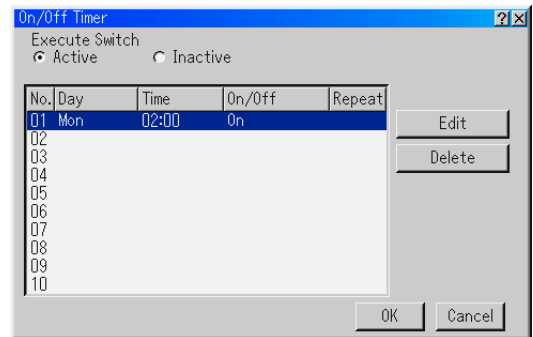 On/Off Timer ? ×
Execute Switch
Active Inactive
No. Day Time On/Off Repeat
01 Mon 02:00 On
02
03
04
05
06
07
08
09
10
Edit
Delete
OK Cancel